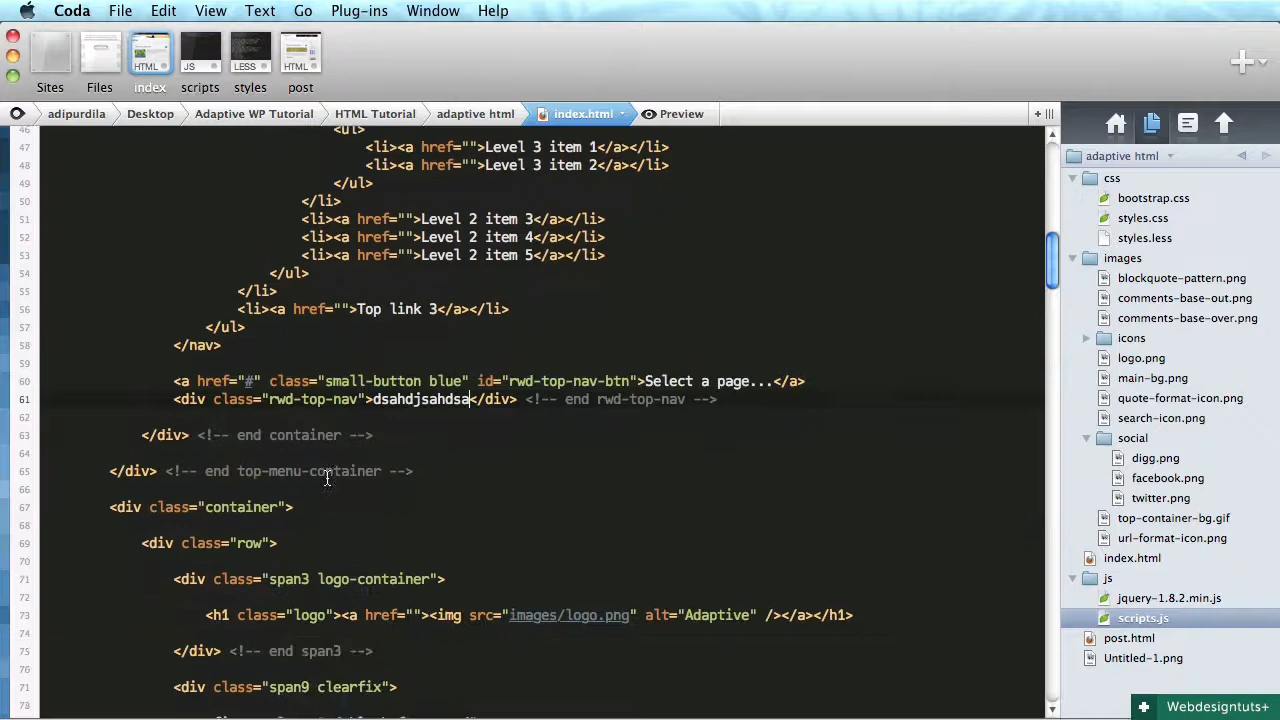 Coda File Edit View Text Go Plug-ins Window Help
HTML JS LESS HTML
Sites Files index scripts styles post
adipurdila Desktop Adaptive WP Tutorial HTML Tutorial adaptive html index.html Preview
46 <ul>
47 <li><a href="">Level 3 item 1</a></li>
48 <li><a href="">Level 3 item 2</a></li>
49 </ul>
50 </li>
51 <li><a href="">Level 2 item 3</a></li>
52 <li><a href="">Level 2 item 4</a></li>
53 <li><a href="">Level 2 item 5</a></li>
54 </ul>
55 </li>
56 <li><a href="">Top link 3</a></li>
57 </ul>
58 </nav>
59
60 <a href="#" class="small-button blue" id="rwd-top-nav-btn">Select a page...</a>
61 <div class="rwd-top-nav">dsahdjsahdsa</div> <!-- end rwd-top-nav -->
62
63 </div> <!-- end container -->
64
65 </div> <!-- end top-menu-container -->
66
67 <div class="container">
68
69 <div class="row">
70
71 <div class="span3 logo-container">
72
73 <h1 class="logo"><a href=""><img src="images/logo.png" alt="Adaptive" /></a></h1>
74
75 </div> <!-- end span3 -->
76
71 <div class="span9 clearfix">
78
adaptive html
css
bootstrap.css
styles.css
styles.less
images
blockquote-pattern.png
comments-base-out.png
comments-base-over.png
icons
logo.png
main-bg.png
quote-format-icon.png
search-icon.png
social
digg.png
facebook.png
twitter.png
top-container-bg.gif
url-format-icon.png
index.html
js
jquery-1.8.2.min.js
scripts.js
post.html
Untitled-1.png
Webdesigntuts+